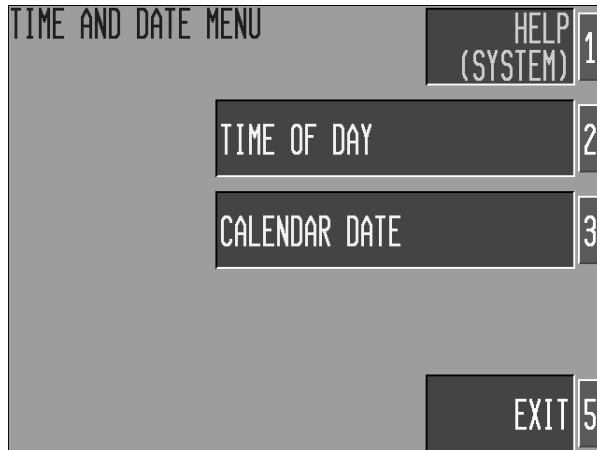 TIME AND DATE MENU
HELP
(SYSTEM)
1
TIME OF DAY
2
CALENDAR DATE
3
EXIT
5